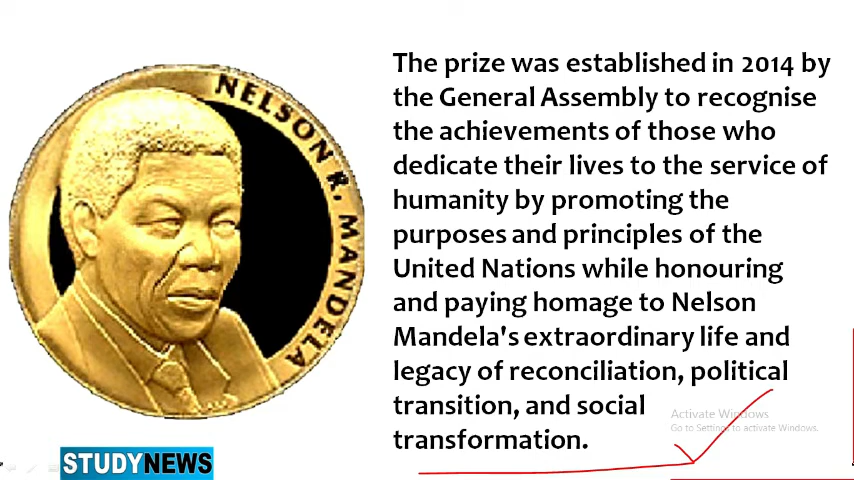 NELSON R. MANDELA
The prize was established in 2014 by
the General Assembly to recognise
the achievements of those who
dedicate their lives to the service of
humanity by promoting the
purposes and principles of the
United Nations while honouring
and paying homage to Nelson
Mandela's extraordinary life and
legacy of reconciliation, political
transition, and social
transformation.
Activate Windows
Go to Settings to activate Windows.
STUDYNEWS